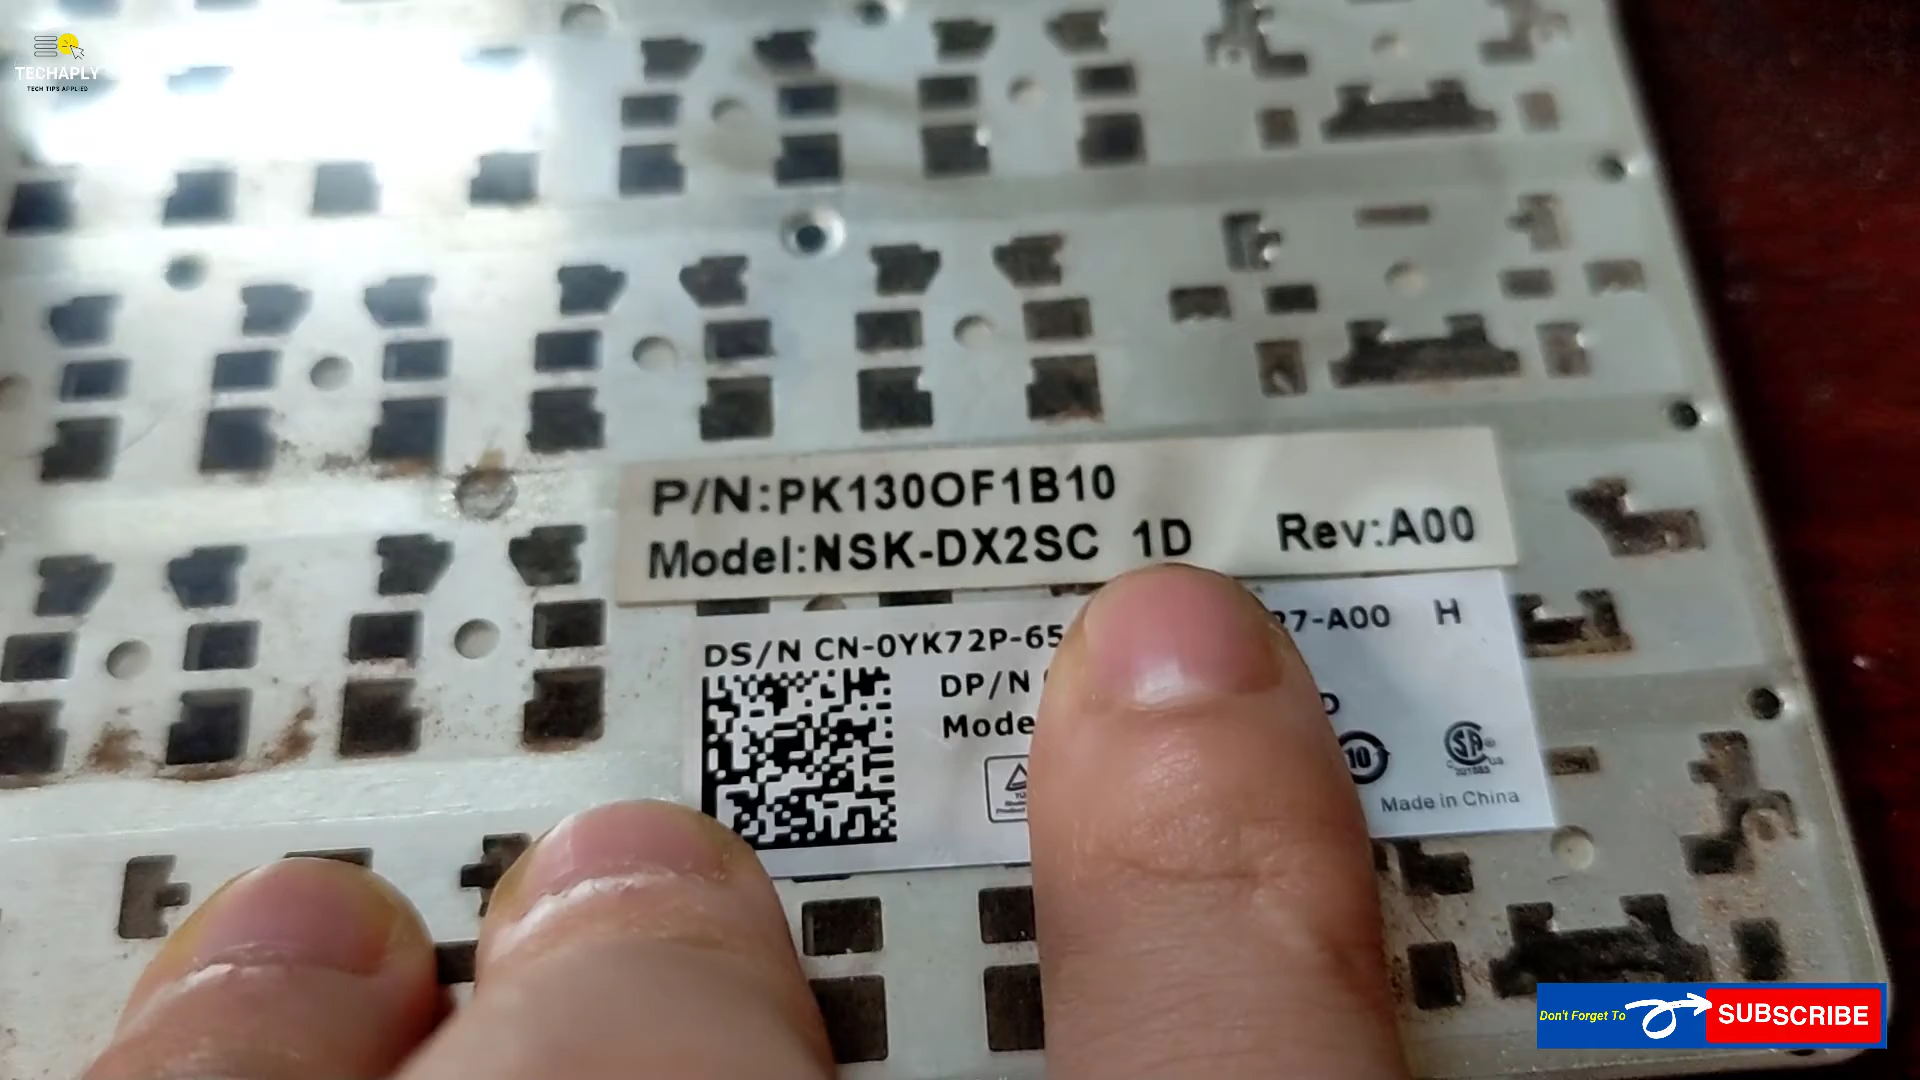 TECHAPLY
TECH TIPS APPLIED
P/N:PK130OF1B10
Model:NSK-DX2SC 1D Rev:A00
DS/N CN-0YK72P-65 7-A00 H
DP/N
Mode
10
Made in China
Don't Forget To SUBSCRIBE